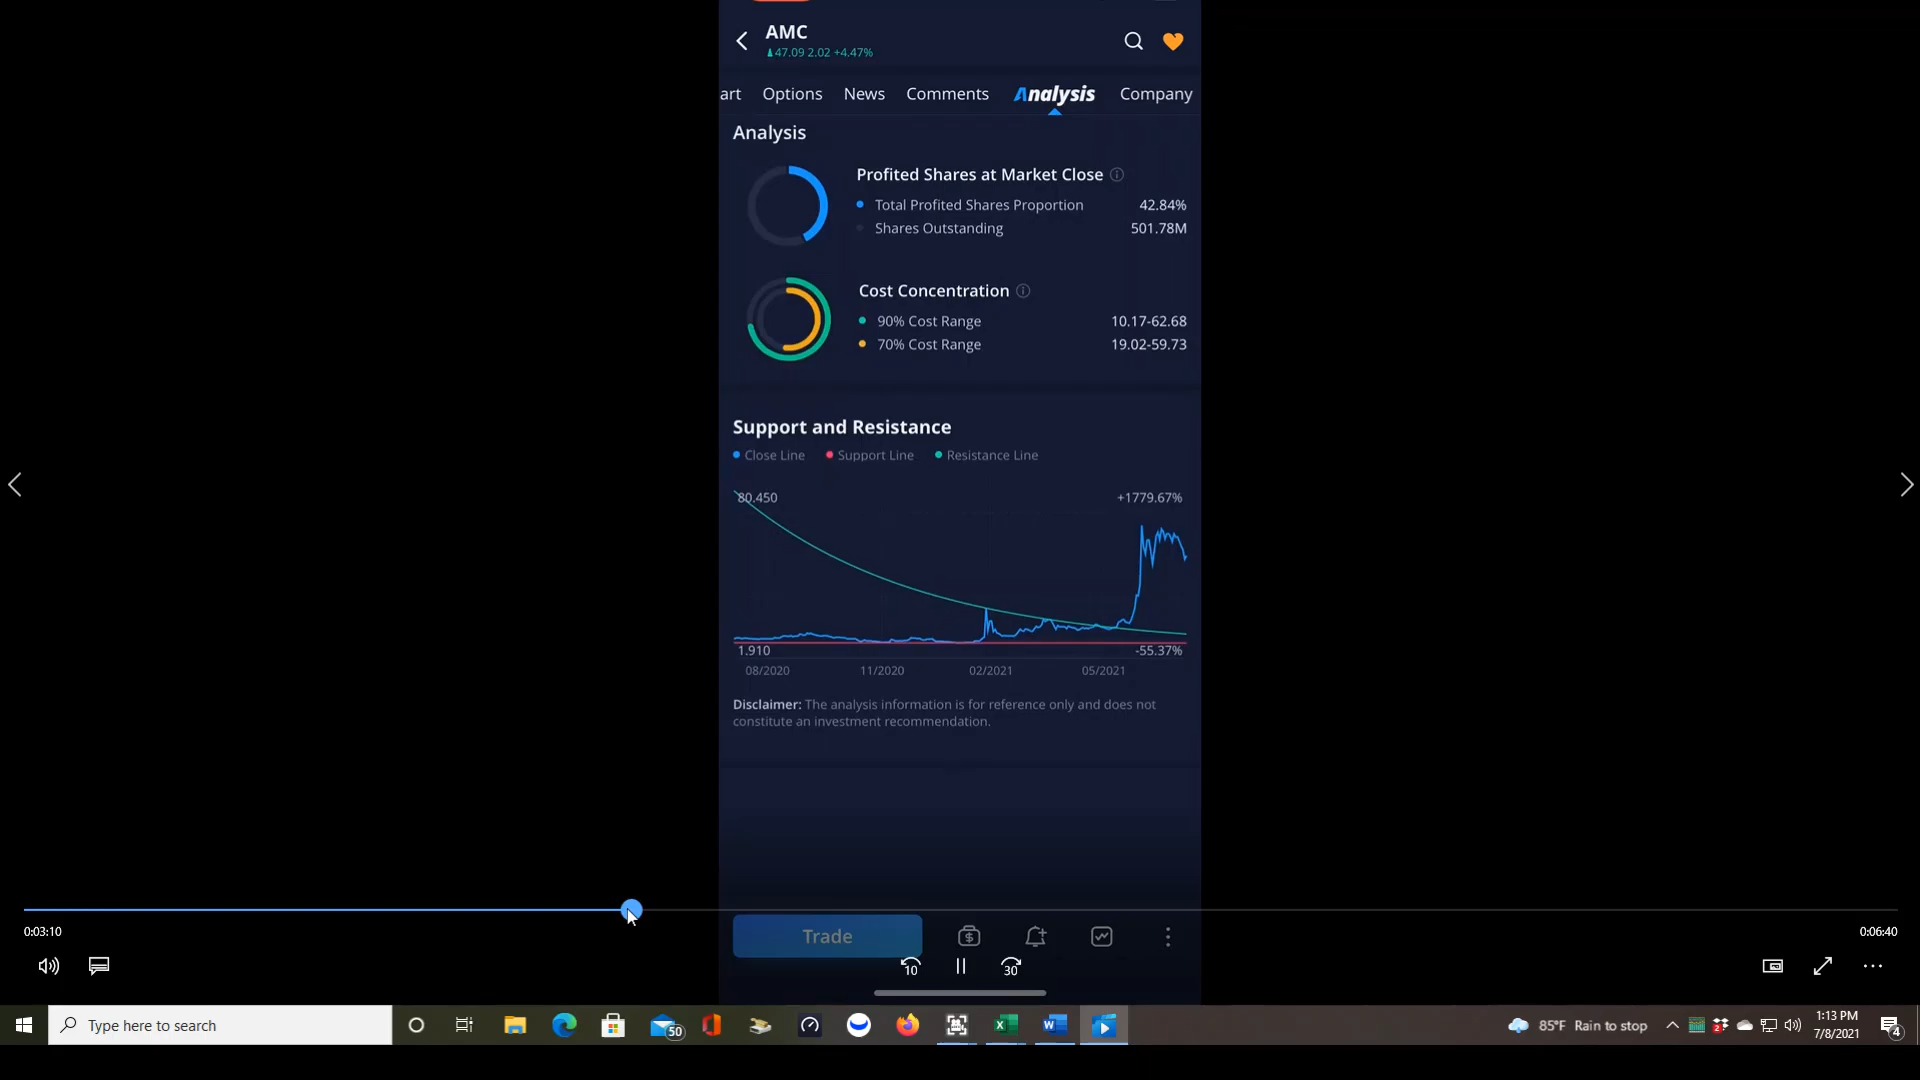 AMC
47.09 2.02 +4.47%
art Options News Comments Analysis Company
Analysis
Profited Shares at Market Close
Total Profited Shares Proportion 42.84%
Shares Outstanding 501.78M
Cost Concentration
90% Cost Range 10.17-62.68
70% Cost Range 19.02-59.73
Support and Resistance
Close Line Support Line Resistance Line
80.450 +1779.67%
1.910 -55.37%
08/2020 11/2020 02/2021 05/2021
Disclaimer: The analysis information is for reference only and does not
constitute an investment recommendation.
Trade
0:03:10 0:06:40
10 30
Type here to search
50
85°F Rain to stop
2
1:13 PM
7/8/2021
4